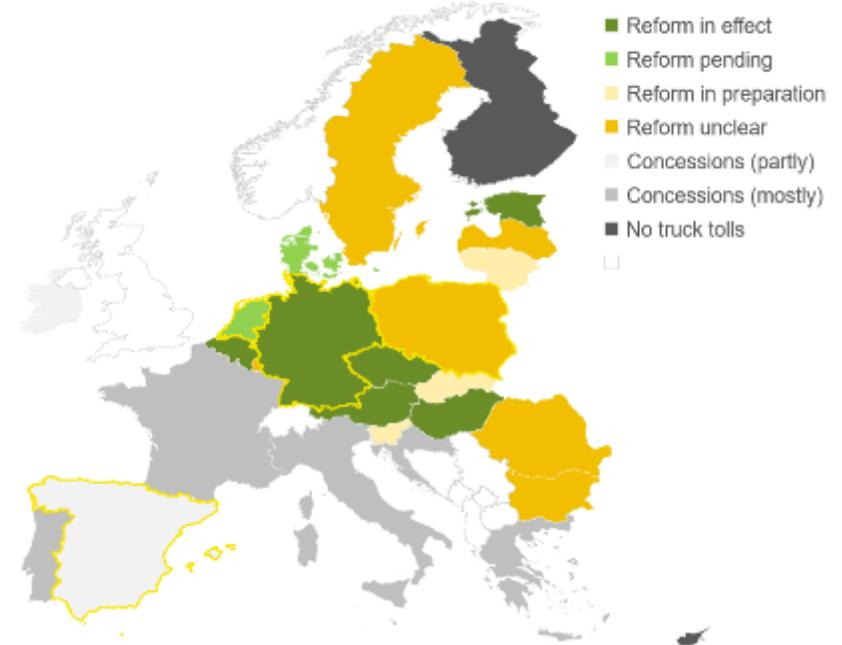 Reform in effect
Reform pending
Reform in preparation
Reform unclear
Concessions (partly)
Concessions (mostly)
No truck tolls